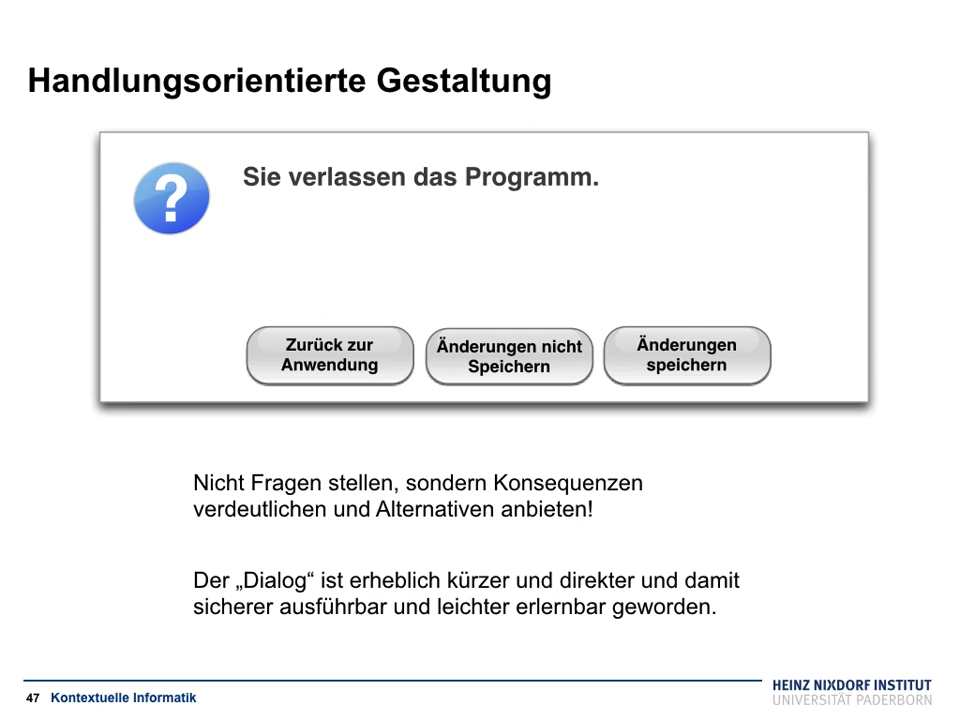 Handlungsorientierte Gestaltung
?
Sie verlassen das Programm.
Zurück zur
Anwendung
Änderungen nicht
Speichern
Änderungen
speichern
Nicht Fragen stellen, sondern Konsequenzen
verdeutlichen und Alternativen anbieten!
Der „Dialog“ ist erheblich kürzer und direkter und damit
sicherer ausführbar und leichter erlernbar geworden.
47 Kontextuelle Informatik
HEINZ NIXDORF INSTITUT
UNIVERSITÄT PADERBORN